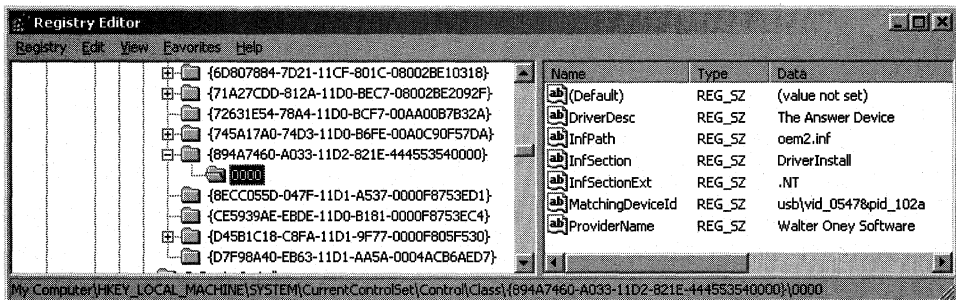 Registry Editor
Registry Edit View Favorites Help
{6D807884-7D21-11CF-801C-08002BE10318}
{71A27CDD-812A-11D0-BEC7-08002BE2092F}
{72631E54-78A4-11D0-BCF7-00AA00B7B32A}
{745A17A0-74D3-11D0-B6FE-00A0C90F57DA}
{894A7460-A033-11D2-821E-444553540000}
0000
{8ECC055D-047F-11D1-A537-0000F8753ED1}
{CE5939AE-EBDE-11D0-B181-0000F8753EC4}
{D45B1C18-C8FA-11D1-9F77-0000F805F530}
{D7F98A40-EB63-11D1-AA5A-0004ACB6AED7}
Name Type Data
(Default) REG_SZ (value not set)
DriverDesc REG_SZ The Answer Device
InfPath REG_SZ oem2.inf
InfSection REG_SZ DriverInstall
InfSectionExt REG_SZ .NT
MatchingDeviceId REG_SZ usb\vid_0547&pid_102a
ProviderName REG_SZ Walter Oney Software
My Computer\HKEY_LOCAL_MACHINE\SYSTEM\CurrentControlSet\Control\Class\{894A7460-A033-11D2-821E-444553540000}\0000